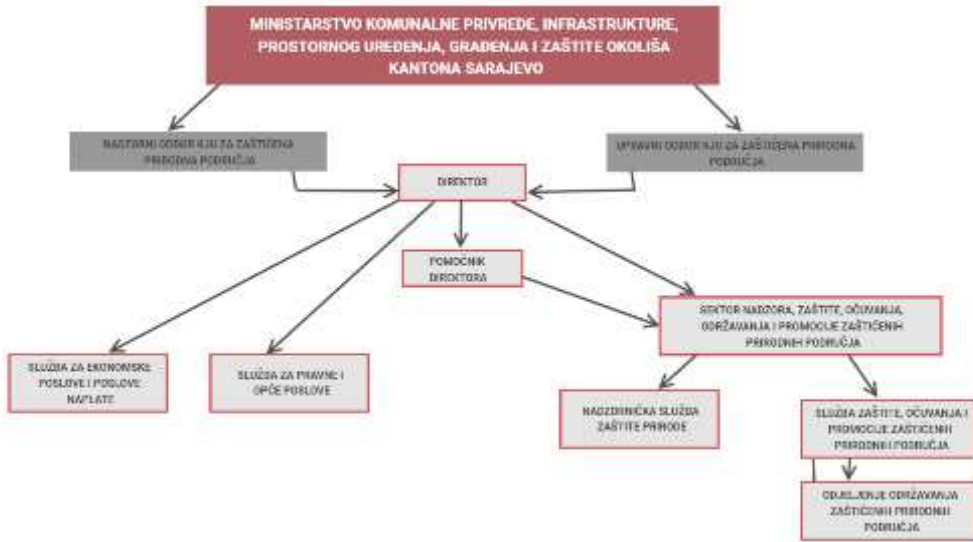 MINISTARSTVO KOMUNALNE PRIVREDE, INFRASTRUKTURE,
PROSTORNOG UREĐENJA, GRAĐENJA I ZAŠTITE OKOLIŠA
KANTONA SARAJEVO
NADZORNI ODBOR KJU ZA ZAŠTIĆENA
PRIRODNA PODRUČJA
UPRAVNI ODBOR KJU ZA ZAŠTIĆENA PRIRODNA
PODRUČJA
DIREKTOR
POMOĆNIK
DIREKTORA
SEKTOR NADZORA, ZAŠTITE, OČUVANJA,
ODRŽAVANJA I PROMOCIJE ZAŠTIĆENIH
PRIRODNIH PODRUČJA
SLUŽBA ZA EKONOMSKE
POSLOVE I POSLOVE
NAPLATE
SLUŽBA ZA PRAVNE I
OPĆE POSLOVE
NADZORNIČKA SLUŽBA
ZAŠTITE PRIRODE
SLUŽBA ZAŠTITE, OČUVANJA I
PROMOCIJE ZAŠTIĆENIH
PRIRODNIH PODRUČJA
ODJELJENJE ODRŽAVANJA
ZAŠTIĆENIH PRIRODNIH
PODRUČJA